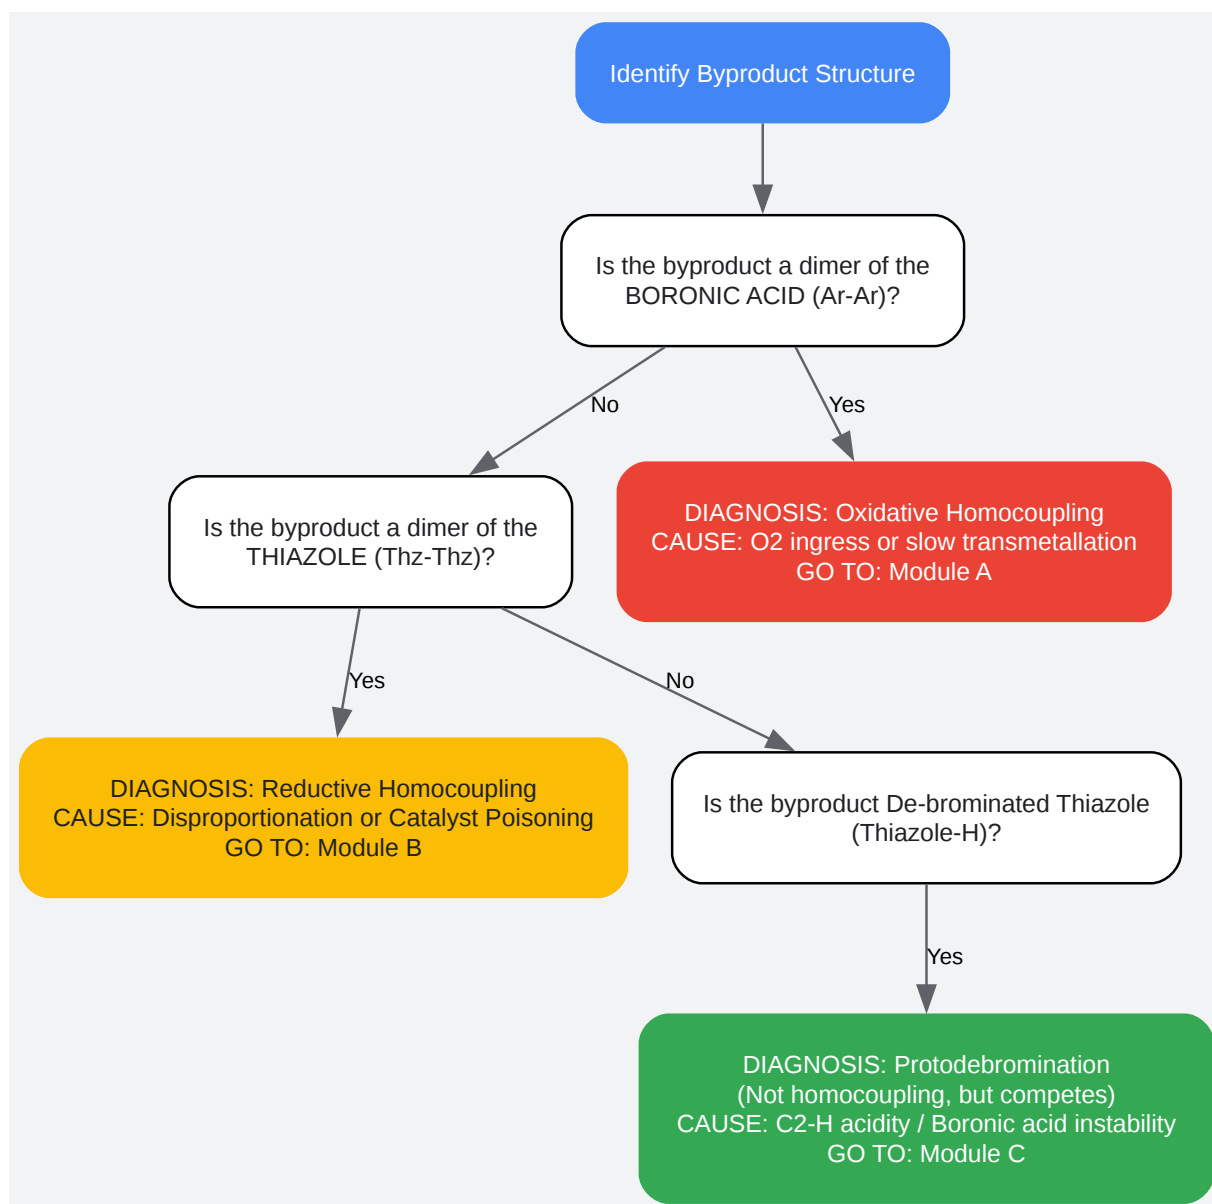 Identify Byproduct Structure
Is the byproduct a dimer of the
BORONIC ACID (Ar-Ar)?
No
Yes
Is the byproduct a dimer of the
THIAZOLE (Thz-Thz)?
DIAGNOSIS: Oxidative Homocoupling
CAUSE: O2 ingress or slow transmetallation
GO TO: Module A
Yes
No
DIAGNOSIS: Reductive Homocoupling
CAUSE: Disproportionation or Catalyst Poisoning
GO TO: Module B
Is the byproduct De-brominated Thiazole
(Thiazole-H)?
Yes
DIAGNOSIS: Protodebromination
(Not homocoupling, but competes)
CAUSE: C2-H acidity / Boronic acid instability
GO TO: Module C